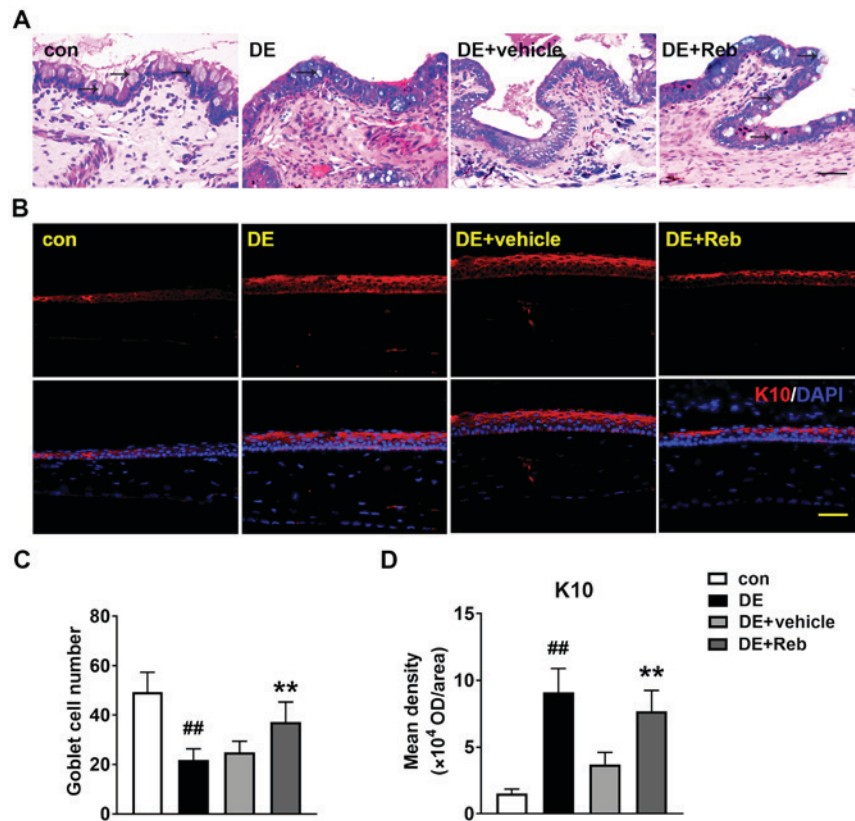 A
con
DE
DE+vehicle
DE+Reb
B
con
DE
DE+vehicle
DE+Reb
K10/DAPI
C
D
K10
con
DE
DE+vehicle
DE+Reb
Goblet cell number
80
60
40
20
0
##
**
Mean density
(×10⁴ OD/area)
15
10
5
0
##
**